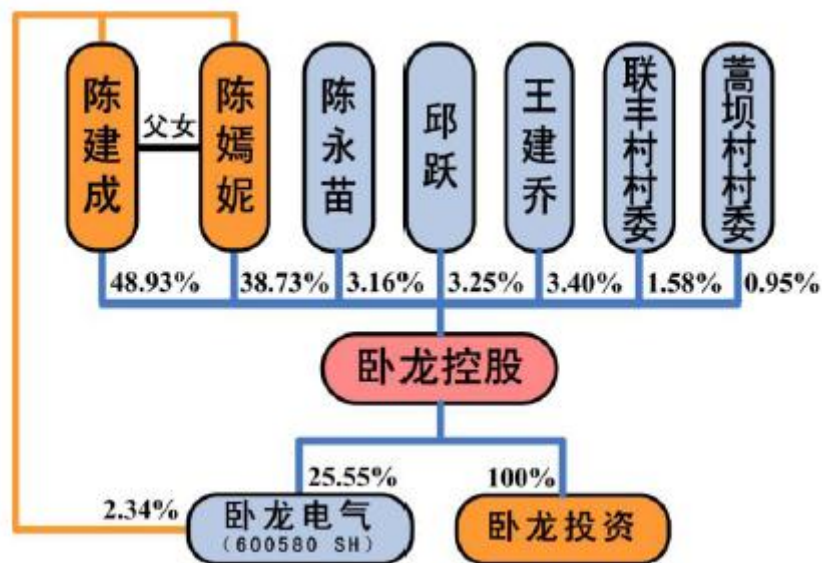 陈建成
父女
陈嫣妮
陈永苗
邱跃
王建乔
联丰村村委
蒿坝村村委
48.93%
38.73%
3.16%
3.25%
3.40%
1.58%
0.95%
卧龙控股
25.55%
100%
2.34%
卧龙电气
(600580 SH)
卧龙投资